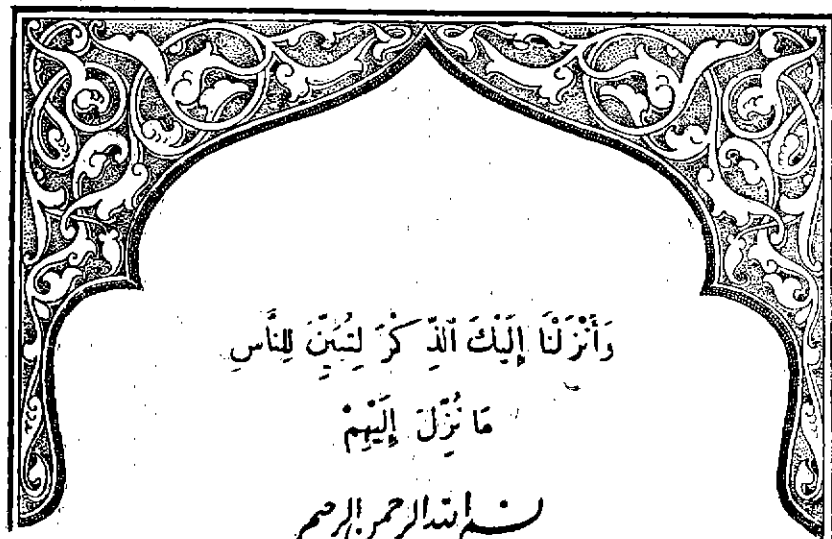 وَأَنْزَلْنَا إِلَيْكَ ٱلذِّكْرَ لِتُبَيِّنَ لِلنَّاسِ
مَا نُزِّلَ إِلَيْهِمْ
بسم الله الرحمن الرحيم